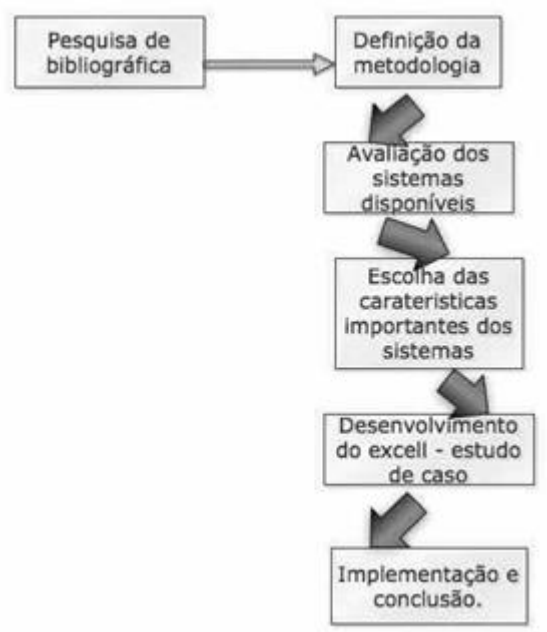 Pesquisa de
bibliográfica
Definição da
metodologia
Avaliação dos
sistemas
disponíveis
Escolha das
carateristicas
importantes dos
sistemas
Desenvolvimento
do excell - estudo
de caso
Implementação e
conclusão.